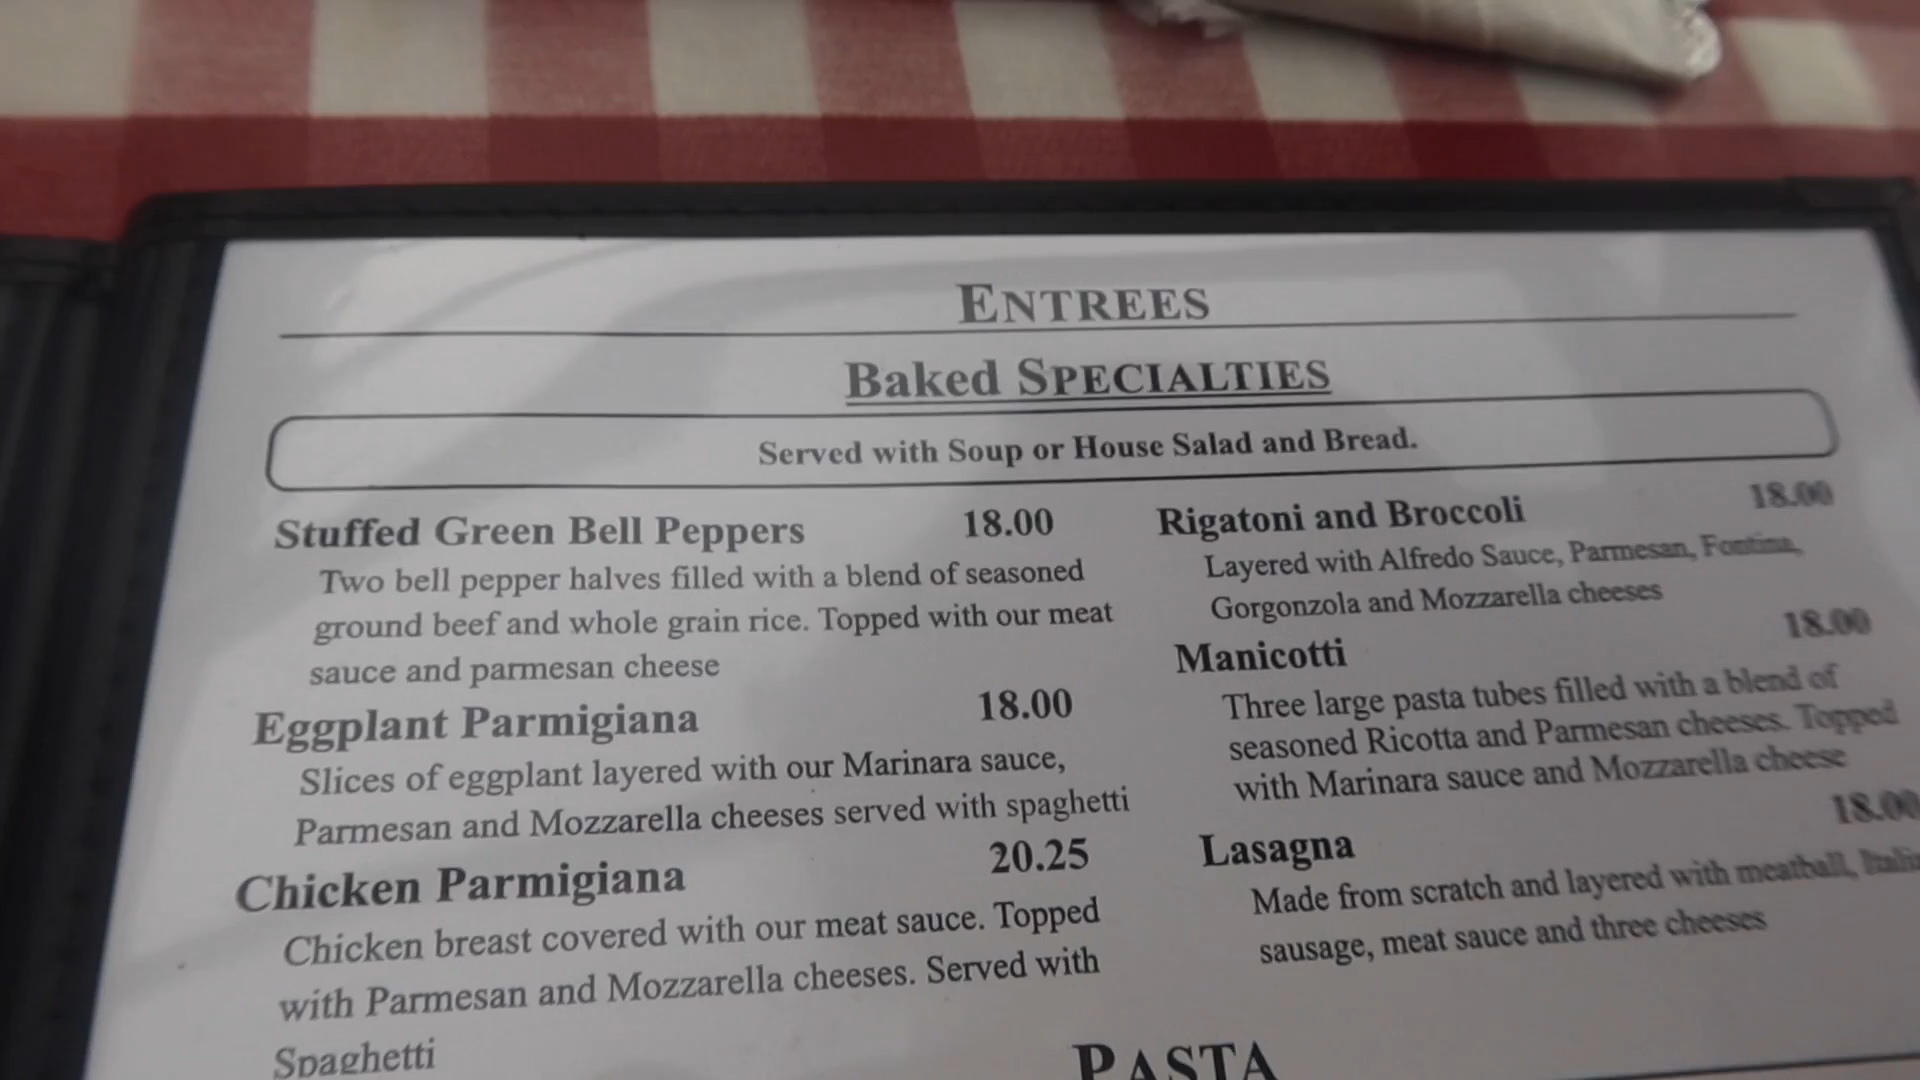 ENTREES
Baked SPECIALTIES
Served with Soup or House Salad and Bread.
Stuffed Green Bell Peppers 18.00
Two bell pepper halves filled with a blend of seasoned
ground beef and whole grain rice. Topped with our meat
sauce and parmesan cheese
Eggplant Parmigiana 18.00
Slices of eggplant layered with our Marinara sauce,
Parmesan and Mozzarella cheeses served with spaghetti
Chicken Parmigiana 20.25
Chicken breast covered with our meat sauce. Topped
with Parmesan and Mozzarella cheeses. Served with
Spaghetti
Rigatoni and Broccoli 18.00
Layered with Alfredo Sauce, Parmesan, Fontina,
Gorgonzola and Mozzarella cheeses
Manicotti 18.00
Three large pasta tubes filled with a blend of
seasoned Ricotta and Parmesan cheeses. Topped
with Marinara sauce and Mozzarella cheese
Lasagna 18.00
Made from scratch and layered with meatball,
sausage, meat sauce and three cheeses
PASTA